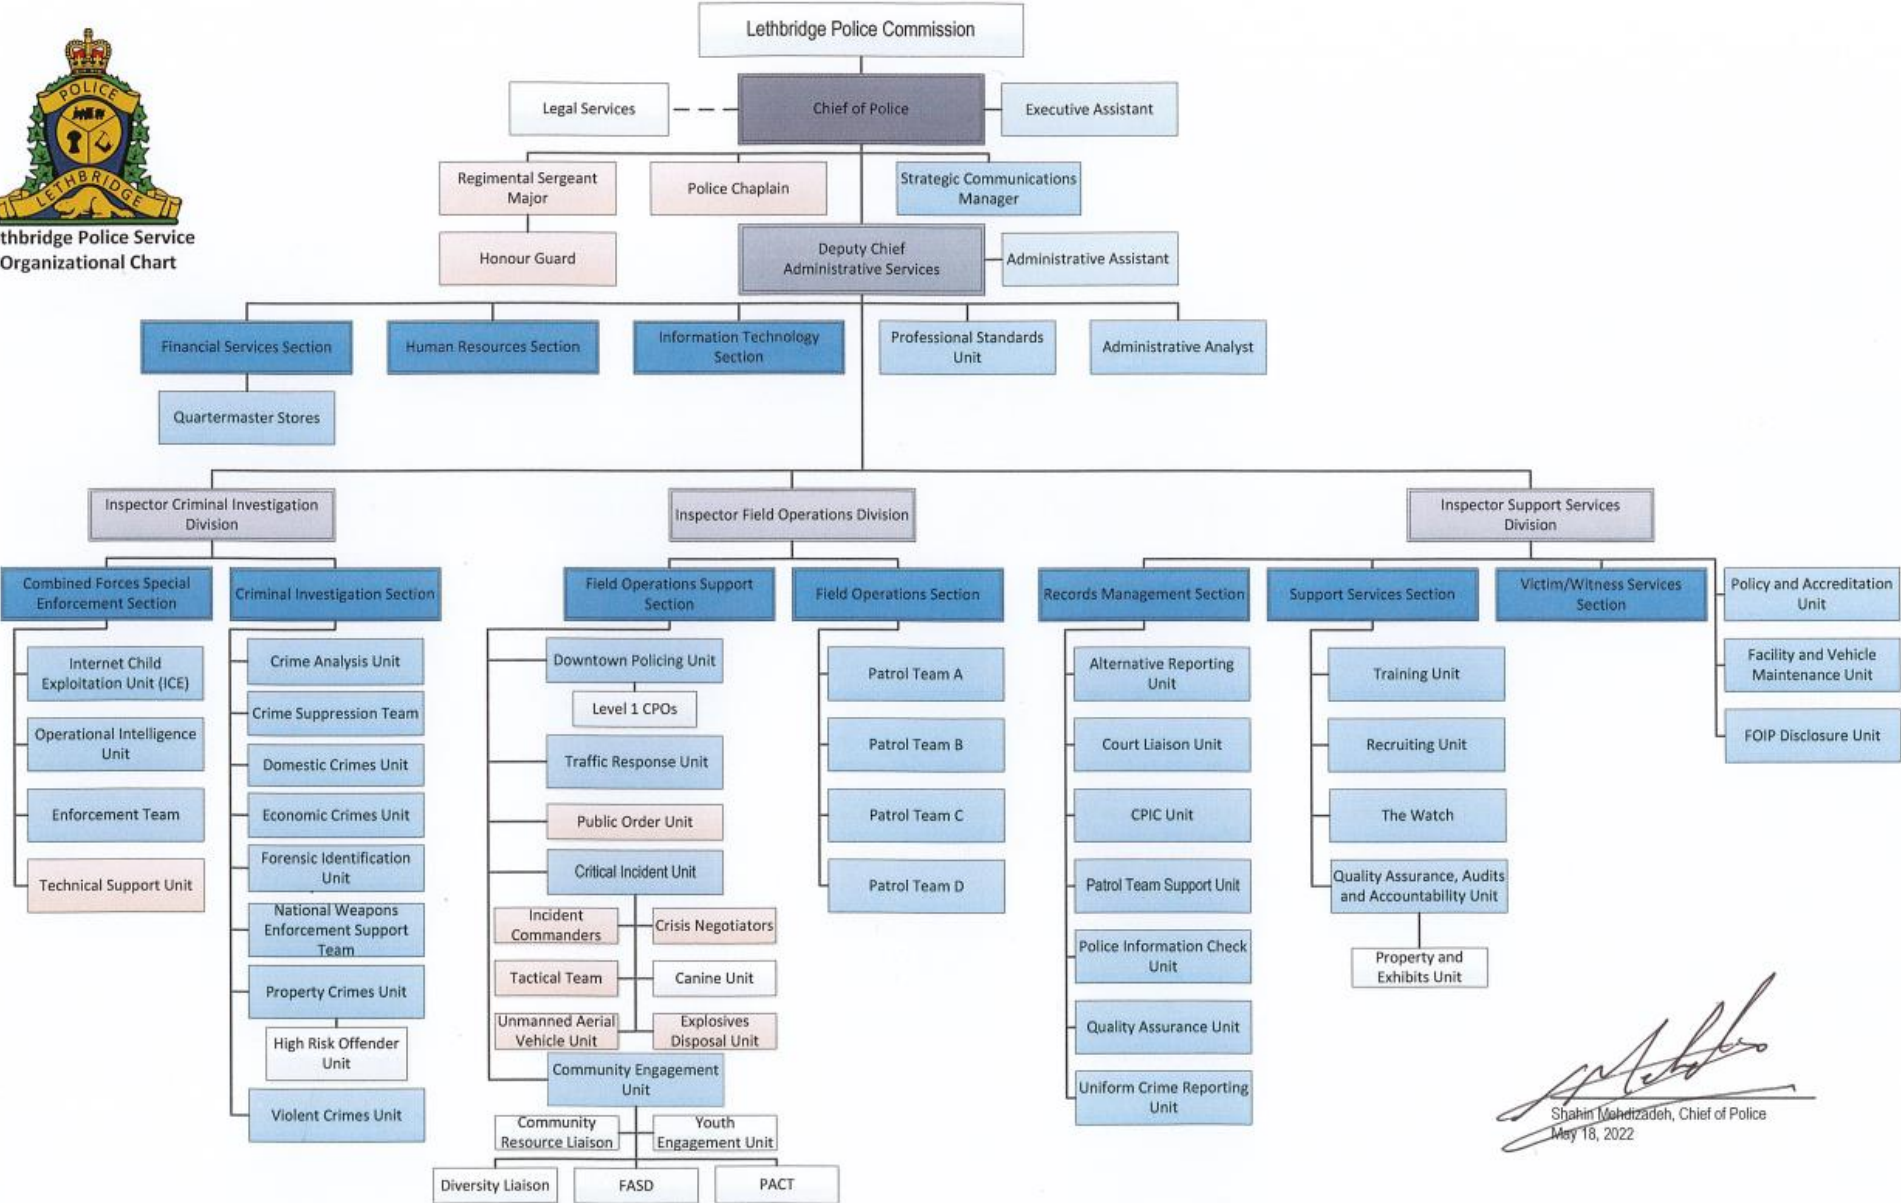 Lethbridge Police Commission
POLICE
LETHBRIDGE
thbridge Police Service
Organizational Chart
Legal Services
Chief of Police
Executive Assistant
Regimental Sergeant
Major
Police Chaplain
Strategic Communications
Manager
Honour Guard
Deputy Chief
Administrative Services
Administrative Assistant
Financial Services Section
Human Resources Section
Information Technology
Section
Professional Standards
Unit
Administrative Analyst
Quartermaster Stores
Inspector Criminal Investigation
Division
Inspector Field Operations Division
Inspector Support Services
Division
Combined Forces Special
Enforcement Section
Internet Child
Exploitation Unit (ICE)
Operational Intelligence
Unit
Enforcement Team
Technical Support Unit
Criminal Investigation Section
Crime Analysis Unit
Crime Suppression Team
Domestic Crimes Unit
Economic Crimes Unit
Forensic Identification
Unit
National Weapons
Enforcement Support
Team
Property Crimes Unit
High Risk Offender
Unit
Violent Crimes Unit
Field Operations Support
Section
Downtown Policing Unit
Level 1 CPOs
Traffic Response Unit
Public Order Unit
Critical Incident Unit
Incident
Commanders
Crisis Negotiators
Tactical Team
Canine Unit
Unmanned Aerial
Vehicle Unit
Explosives
Disposal Unit
Community Engagement
Unit
Community
Resource Liaison
Youth
Engagement Unit
Diversity Liaison
FASD
PACT
Field Operations Section
Patrol Team A
Patrol Team B
Patrol Team C
Patrol Team D
Records Management Section
Alternative Reporting
Unit
Court Liaison Unit
CPIC Unit
Patrol Team Support Unit
Police Information Check
Unit
Quality Assurance Unit
Uniform Crime Reporting
Unit
Support Services Section
Training Unit
Recruiting Unit
The Watch
Quality Assurance, Audits
and Accountability Unit
Property and
Exhibits Unit
Victim/Witness Services
Section
Policy and Accreditation
Unit
Facility and Vehicle
Maintenance Unit
FOIP Disclosure Unit
Shahin Mehdizadeh, Chief of Police
May 18, 2022